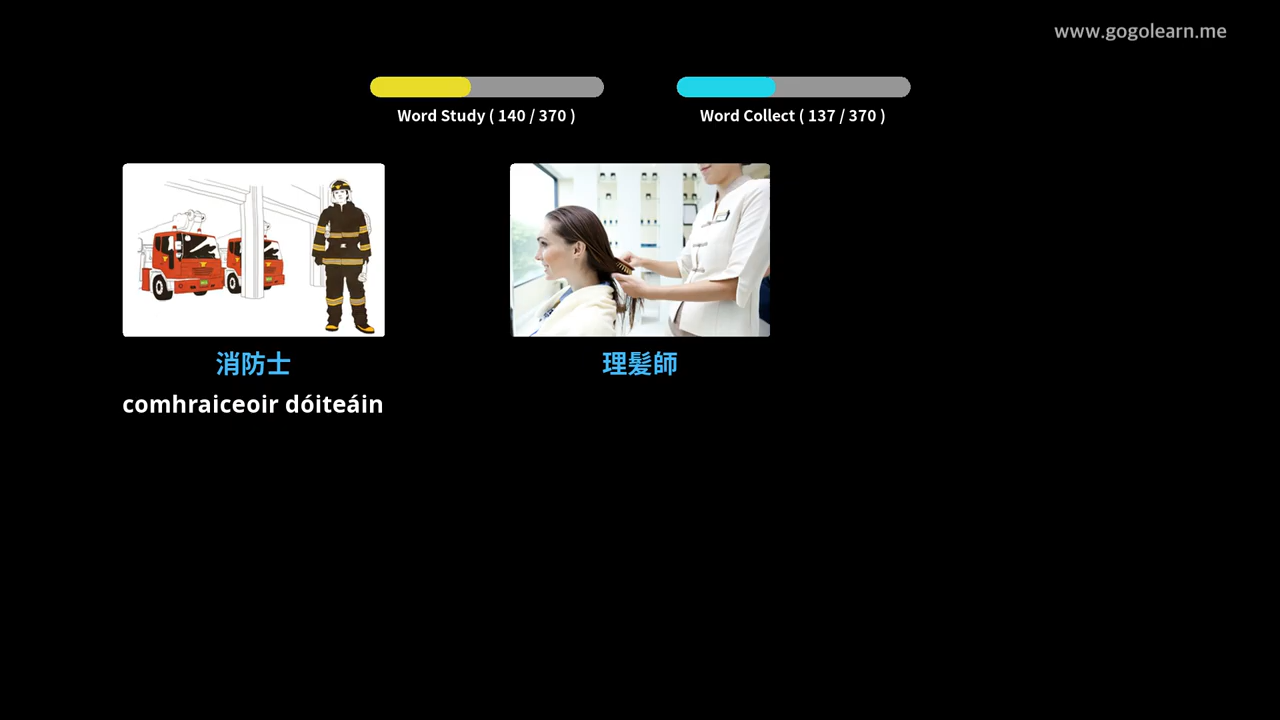 www.gogolearn.me
Word Study ( 140 / 370 )
Word Collect ( 137 / 370 )
消防士
理髪師
comhraiceoir dóiteáin